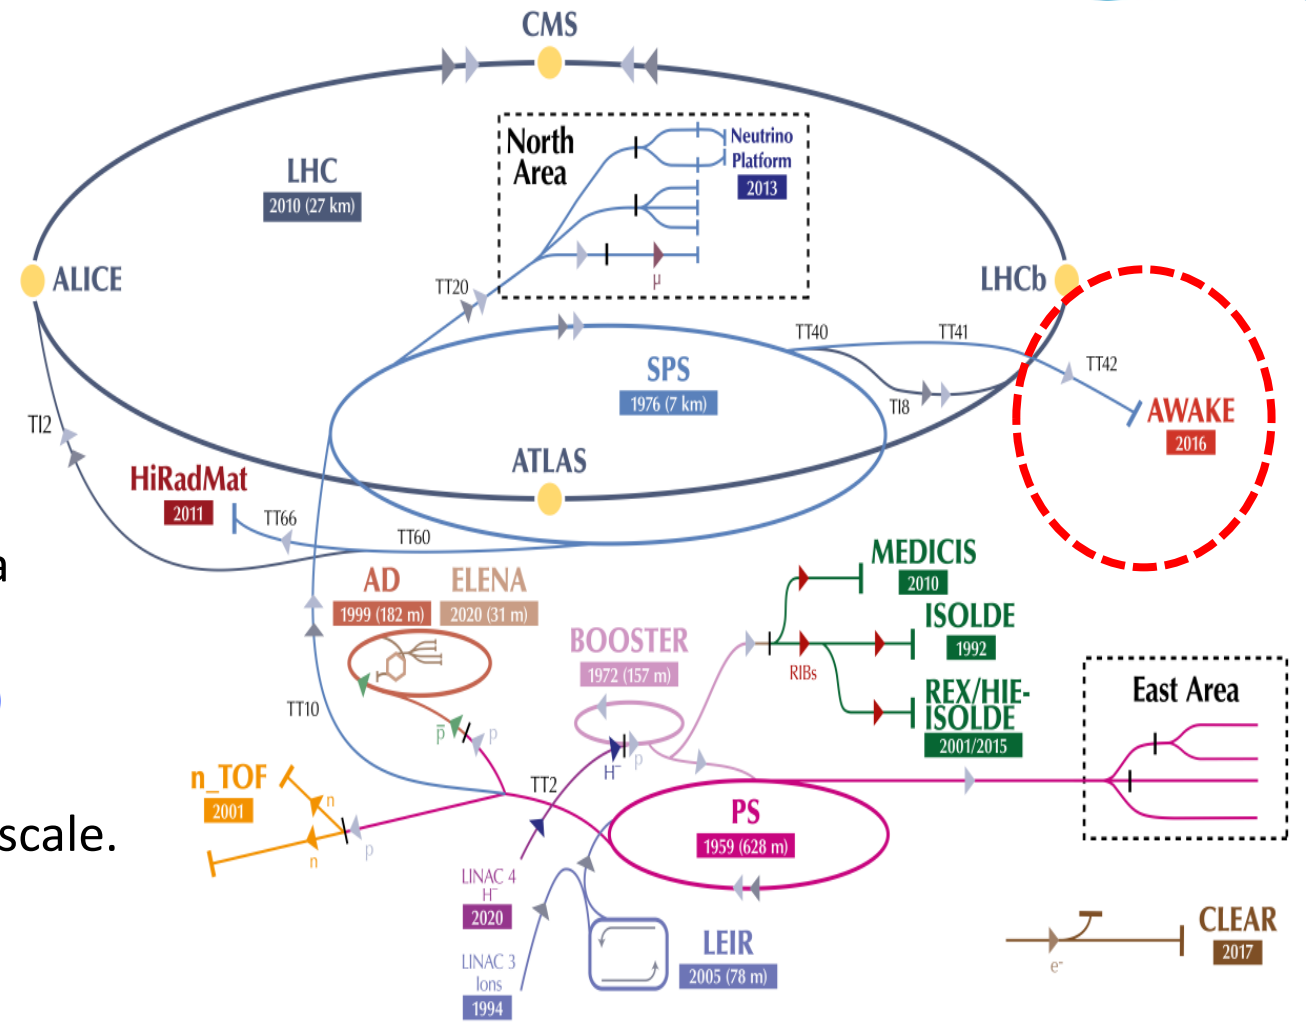 CMS
North
Area
Neutrino
Platform
2013
LHC
2010 (27 km)
μ
ALICE
LHCb
TT20
TT40
TT41
TT42
SPS
1976 (7 km)
TI8
AWAKE
2016
TI2
ATLAS
HiRadMat
2011
TT66
TT60
a
AD
1999 (182 m)
ELENA
2020 (31 m)
MEDICIS
2010
ISOLDE
1992
BOOSTER
1972 (157 m)
RIBs
REX/HIE-
ISOLDE
2001/2015
East Area
TT10
p̅
p
H⁻
p
n_TOF
2001
n
n
p
TT2
scale.
PS
1959 (628 m)
LINAC 4
H⁻
2020
LINAC 3
Ions
1994
LEIR
2005 (78 m)
e⁻
CLEAR
2017